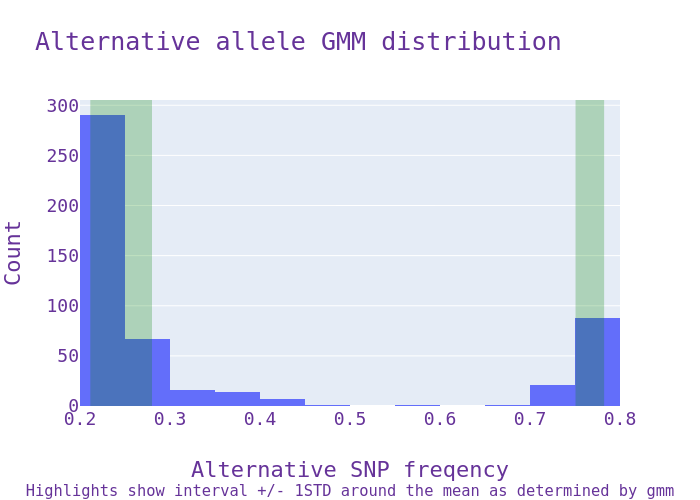 Alternative allele GMM distribution
300
250
200
150
100
50
0
Count
0.2 0.3 0.4 0.5 0.6 0.7 0.8
Alternative SNP freqency
Highlights show interval +/- 1STD around the mean as determined by gmm